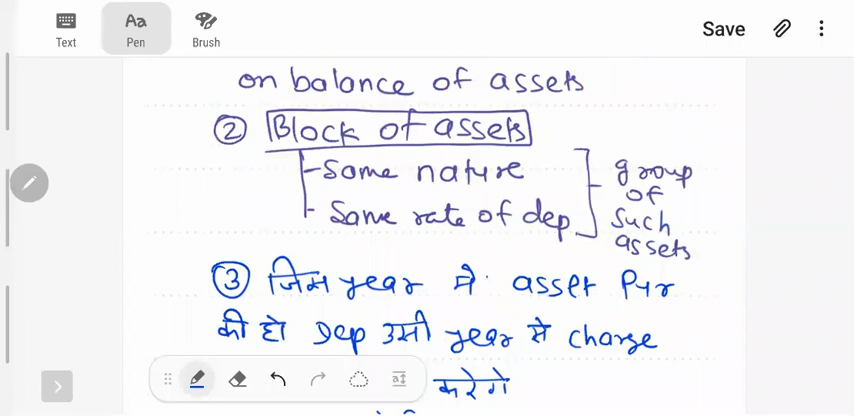 Text
Pen
Brush
Save
on balance of assets
② Block of assets
- Same nature
- Same rate of dep
group of such assets
③ जिस year मे asset Pur
की हो Dep उसी year से charge
करेगे